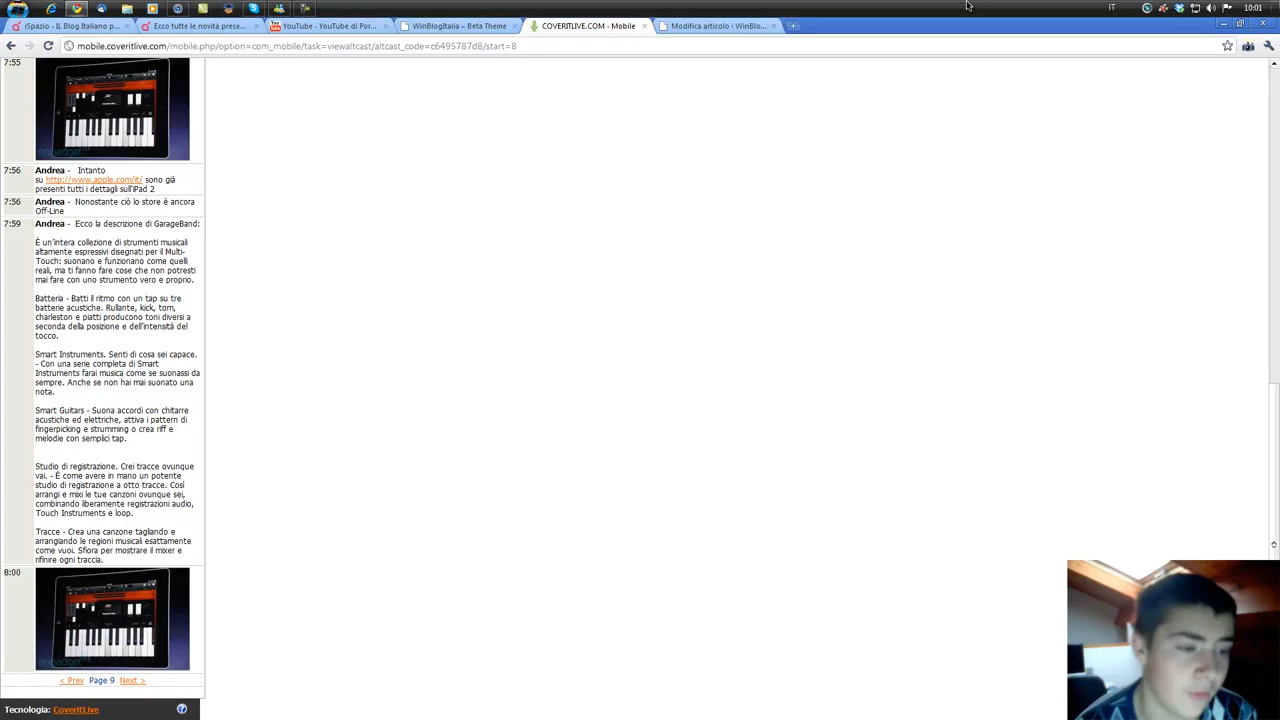 IT
10:01
iSpazio - IL Blog Italiano p...
Ecco tutte le novità prese...
YouTube - YouTube di Por...
WinBlogItalia – Beta Theme
COVERITLIVE.COM - Mobile
Modifica articolo ‹ WinBlo...
mobile.coveritlive.com/mobile.php/option=com_mobile/task=viewaltcast/altcast_code=c6495787d8/start=8
7:55
engadget
7:56
Andrea - Intanto
su http://www.apple.com/it/ sono già
presenti tutti i dettagli sull'iPad 2
7:56
Andrea - Nonostante ciò lo store è ancora
Off-Line
7:59
Andrea - Ecco la descrizione di GarageBand:
È un'intera collezione di strumenti musicali
altamente espressivi disegnati per il Multi-
Touch: suonano e funzionano come quelli
reali, ma ti fanno fare cose che non potresti
mai fare con uno strumento vero e proprio.
Batteria - Batti il ritmo con un tap su tre
batterie acustiche. Rullante, kick, tom,
charleston e piatti producono toni diversi a
seconda della posizione e dell'intensità del
tocco.
Smart Instruments. Senti di cosa sei capace.
- Con una serie completa di Smart
Instruments farai musica come se suonassi da
sempre. Anche se non hai mai suonato una
nota.
Smart Guitars - Suona accordi con chitarre
acustiche ed elettriche, attiva i pattern di
fingerpicking e strumming o crea riff e
melodie con semplici tap.
Studio di registrazione. Crei tracce ovunque
vai. - È come avere in mano un potente
studio di registrazione a otto tracce. Così
arrangi e mixi le tue canzoni ovunque sei,
combinando liberamente registrazioni audio,
Touch Instruments e loop.
Tracce - Crea una canzone tagliando e
arrangiando le regioni musicali esattamente
come vuoi. Sfiora per mostrare il mixer e
rifinire ogni traccia.
8:00
engadget
< Prev Page 9 Next >
Tecnologia: CoveritLive
?